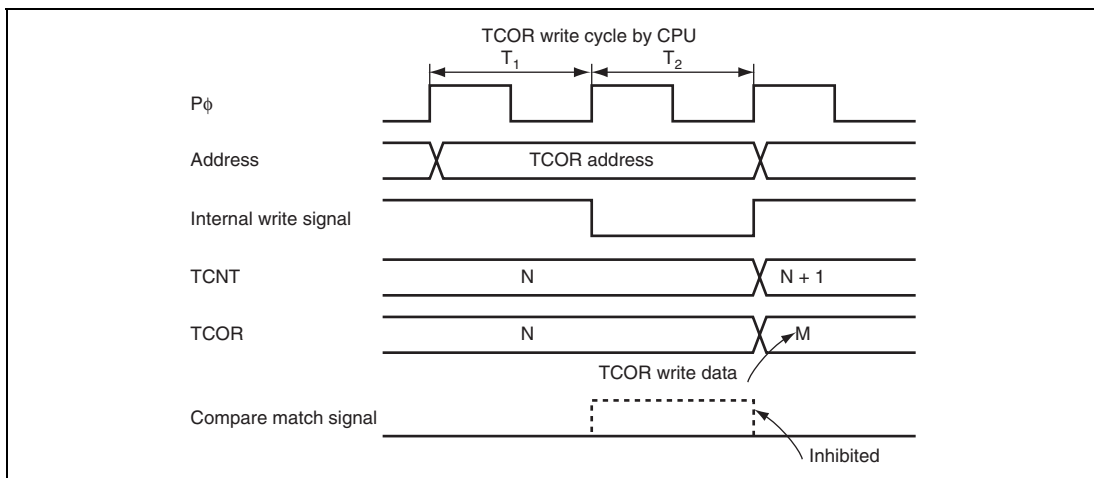 TCOR write cycle by CPU
T1 T2
Pϕ
Address TCOR address
Internal write signal
TCNT N N + 1
TCOR N M
TCOR write data
Compare match signal
Inhibited